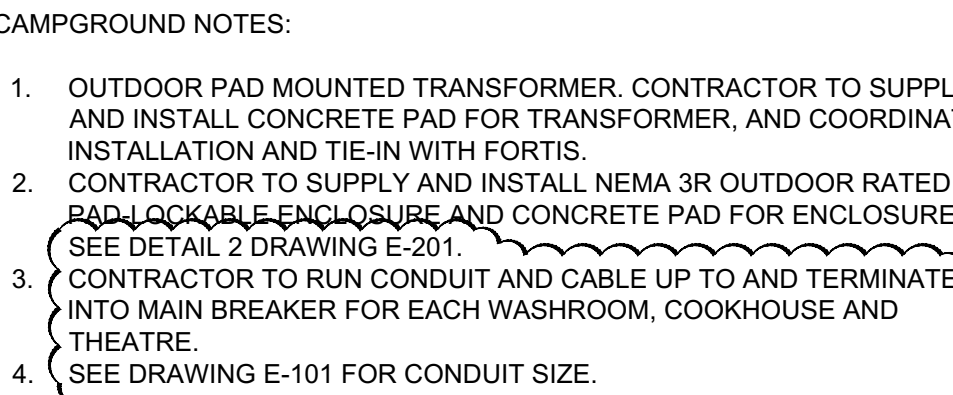 CAMPGROUND NOTES:
1. OUTDOOR PAD MOUNTED TRANSFORMER. CONTRACTOR TO SUPPL
AND INSTALL CONCRETE PAD FOR TRANSFORMER, AND COORDINAT
INSTALLATION AND TIE-IN WITH FORTIS.
2. CONTRACTOR TO SUPPLY AND INSTALL NEMA 3R OUTDOOR RATED
PAD-LOCKABLE ENCLOSURE AND CONCRETE PAD FOR ENCLOSURE
SEE DETAIL 2 DRAWING E-201.
3. CONTRACTOR TO RUN CONDUIT AND CABLE UP TO AND TERMINATE
INTO MAIN BREAKER FOR EACH WASHROOM, COOKHOUSE AND
THEATRE.
4. SEE DRAWING E-101 FOR CONDUIT SIZE.